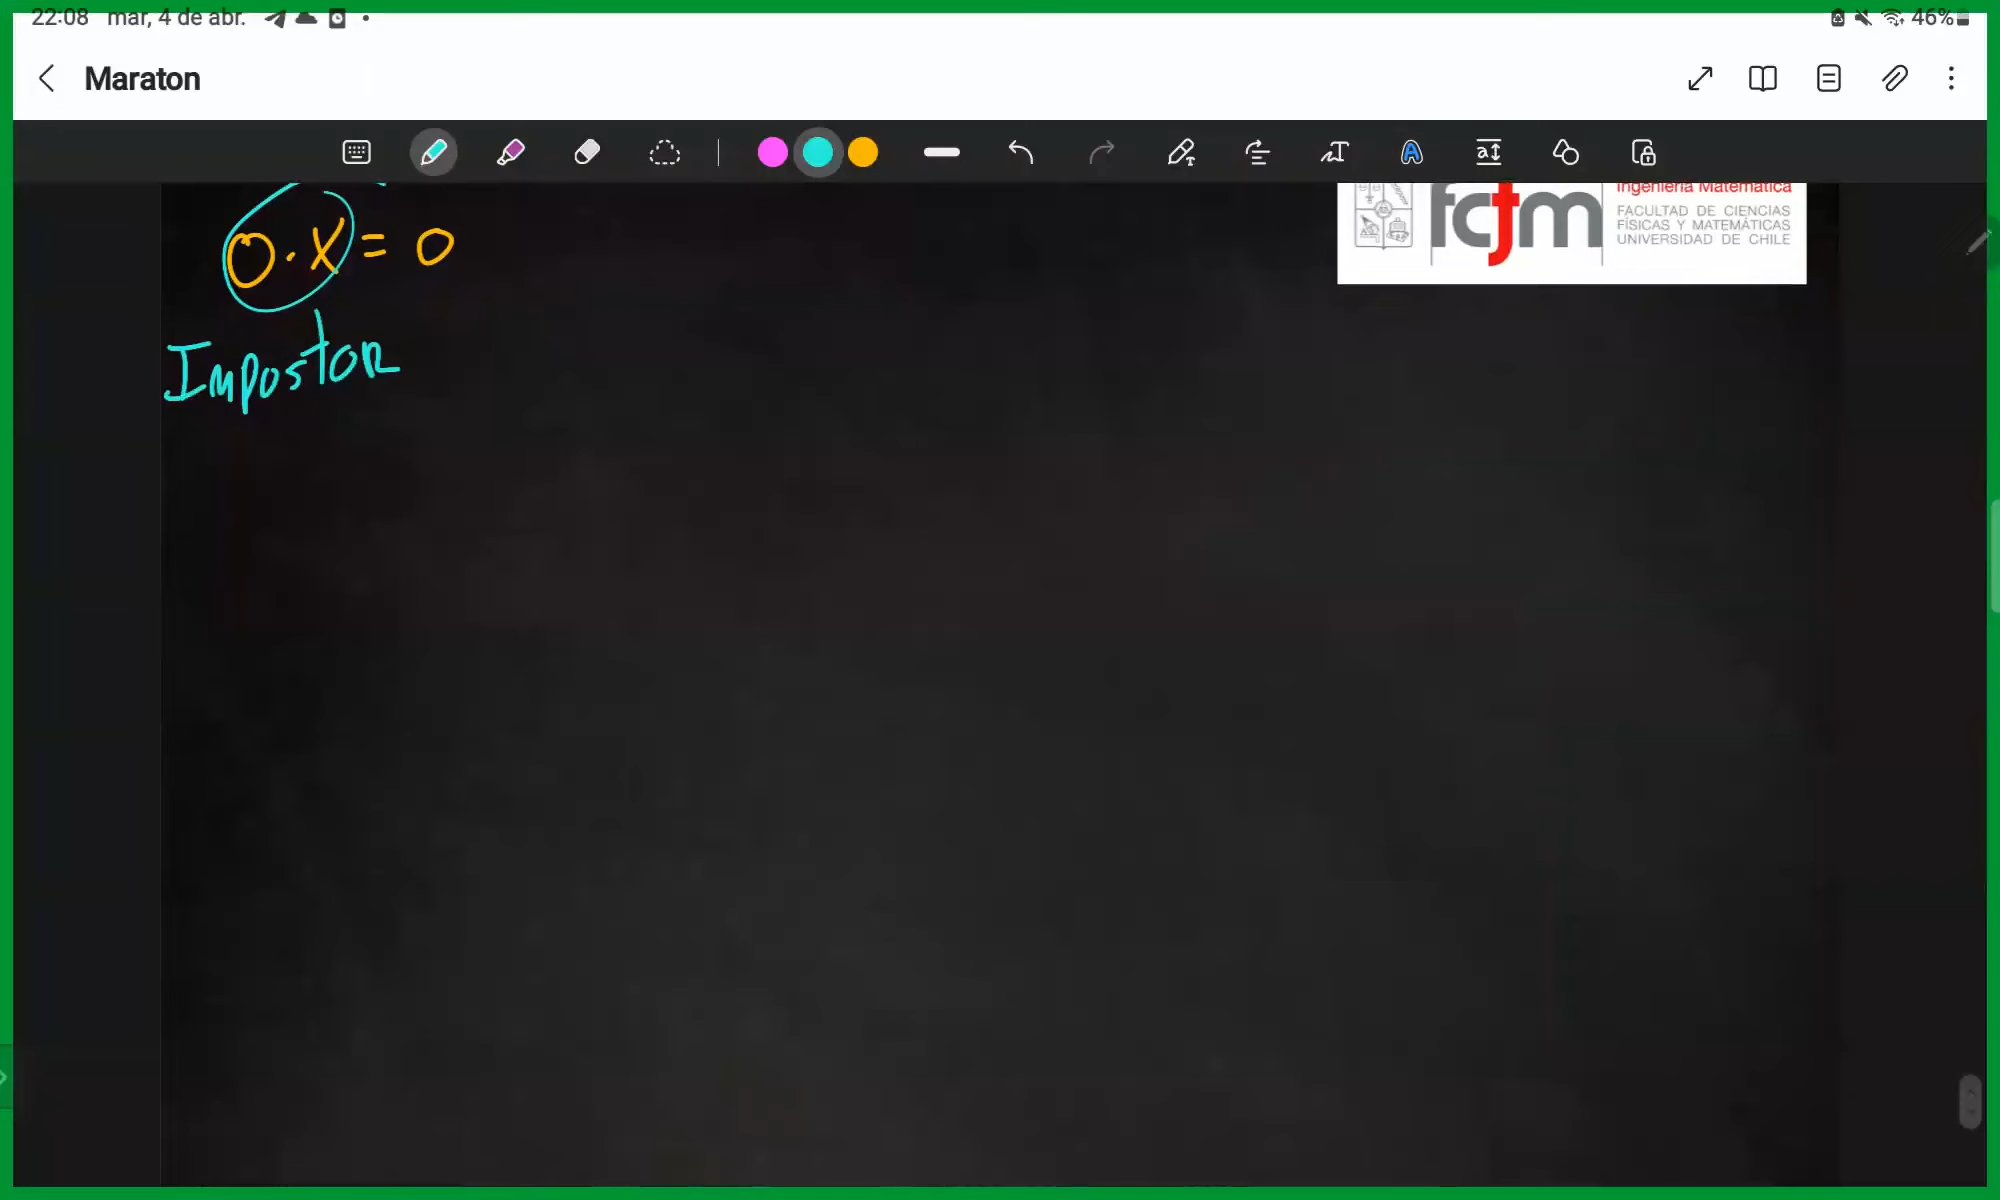 22:08 mar, 4 de abr.
46%
Maraton
0 · x = 0
Impostor
fcfm
Ingeniería Matemática
FACULTAD DE CIENCIAS
FÍSICAS Y MATEMÁTICAS
UNIVERSIDAD DE CHILE